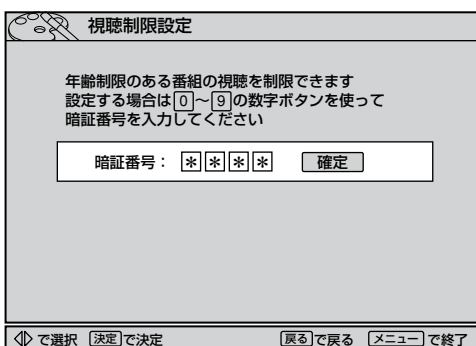 視聴制限設定
年齢制限のある番組の視聴を制限できます
設定する場合は0～9の数字ボタンを使って
暗証番号を入力してください
暗証番号： ＊＊＊＊ 確定
で選択 決定で決定 戻るで戻る メニューで終了